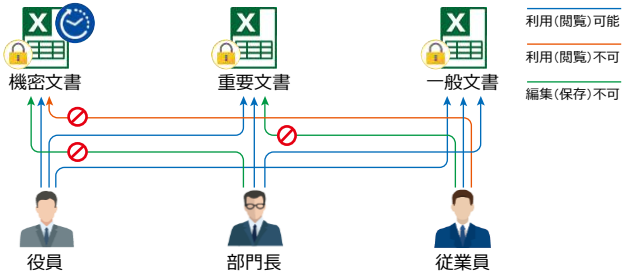 X
X
X
利用(閲覧)可能
利用(閲覧)不可
編集(保存)不可
機密文書
重要文書
一般文書
役員
部門長
従業員